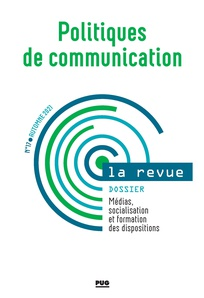 Politiques
de communication
N°17 ● AUTOMNE 2021
la revue
DOSSIER
Médias,
socialisation
et formation
des dispositions
PUG